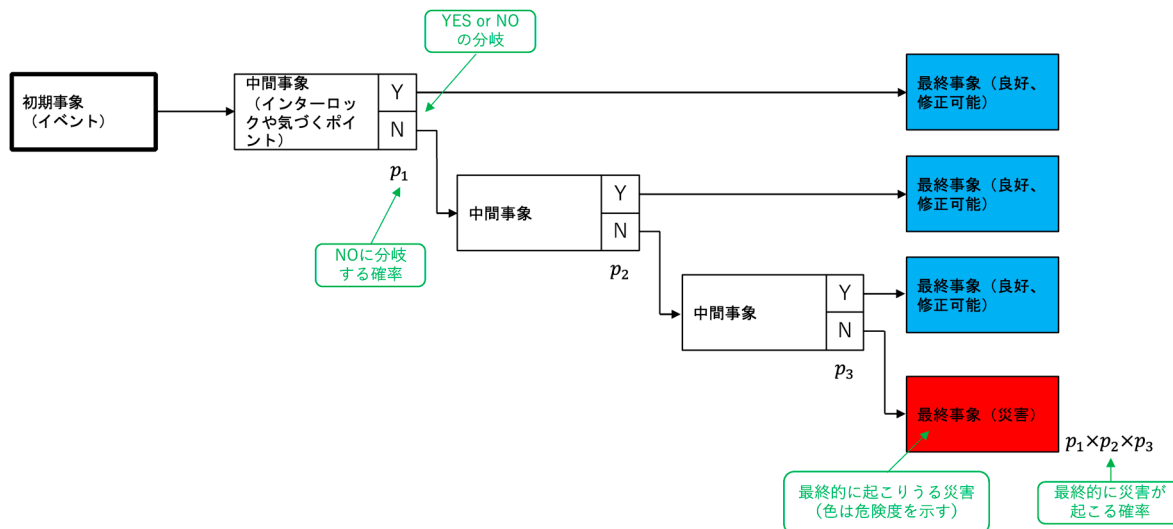 YES or NO
の分岐
初期事象
（イベント）
中間事象
（インターロッ
クや気づくポイ
ント）
Y
N
最終事象（良好、
修正可能）
p₁
NOに分岐
する確率
中間事象
Y
N
最終事象（良好、
修正可能）
p₂
中間事象
Y
N
最終事象（良好、
修正可能）
p₃
最終事象（災害）
p₁×p₂×p₃
最終的に起こりうる災害
（色は危険度を示す）
最終的に災害が
起こる確率